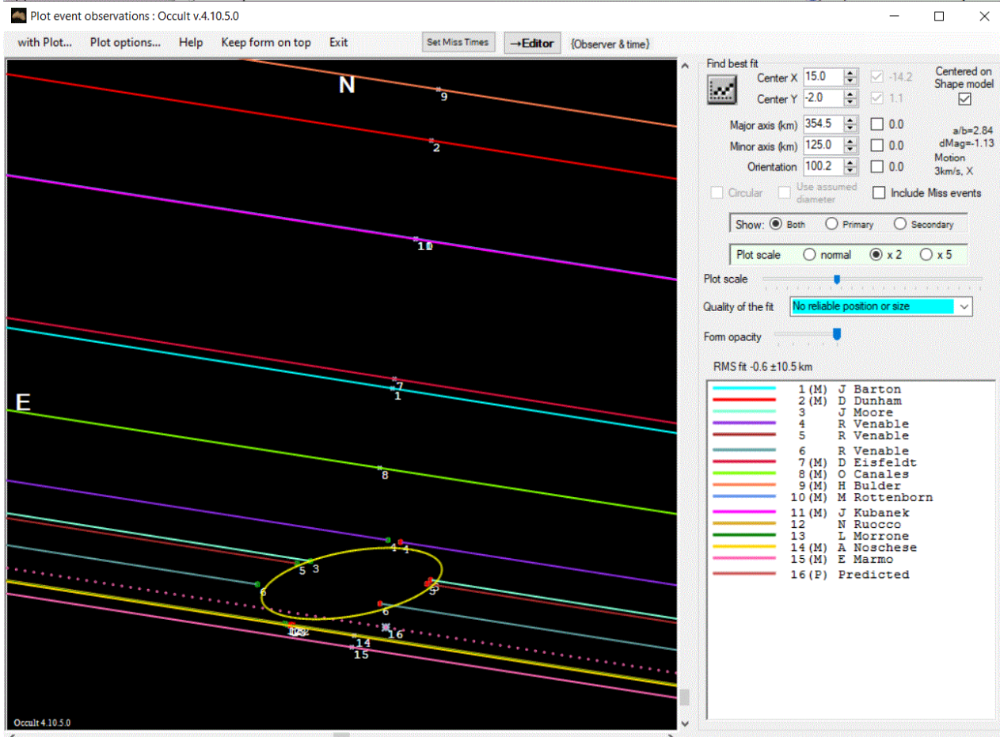 Plot event observations : Occult v.4.10.5.0
with Plot... Plot options... Help Keep form on top Exit Set Miss Times →Editor {Observer & time}
N
E
9
2
11
7
1
8
4 4
5 3
5
6
6
16
14
15
Occult 4.10.5.0
Find best fit
Center X 15.0 -14.2
Center Y -2.0 1.1
Centered on
Shape model
Major axis (km) 354.5 0.0
Minor axis (km) 125.0 0.0
Orientation 100.2 0.0
a/b=2.84
dMag=-1.13
Motion
3km/s, X
Circular Use assumed diameter Include Miss events
Show: Both Primary Secondary
Plot scale normal x 2 x 5
Plot scale
Quality of the fit No reliable position or size
Form opacity
RMS fit -0.6 ±10.5 km
1(M) J Barton
2(M) D Dunham
3 J Moore
4 R Venable
5 R Venable
6 R Venable
7(M) D Eisfeldt
8(M) O Canales
9(M) H Bulder
10(M) M Rottenborn
11(M) J Kubanek
12 N Ruocco
13 L Morrone
14(M) A Noschese
15(M) E Marmo
16(P) Predicted